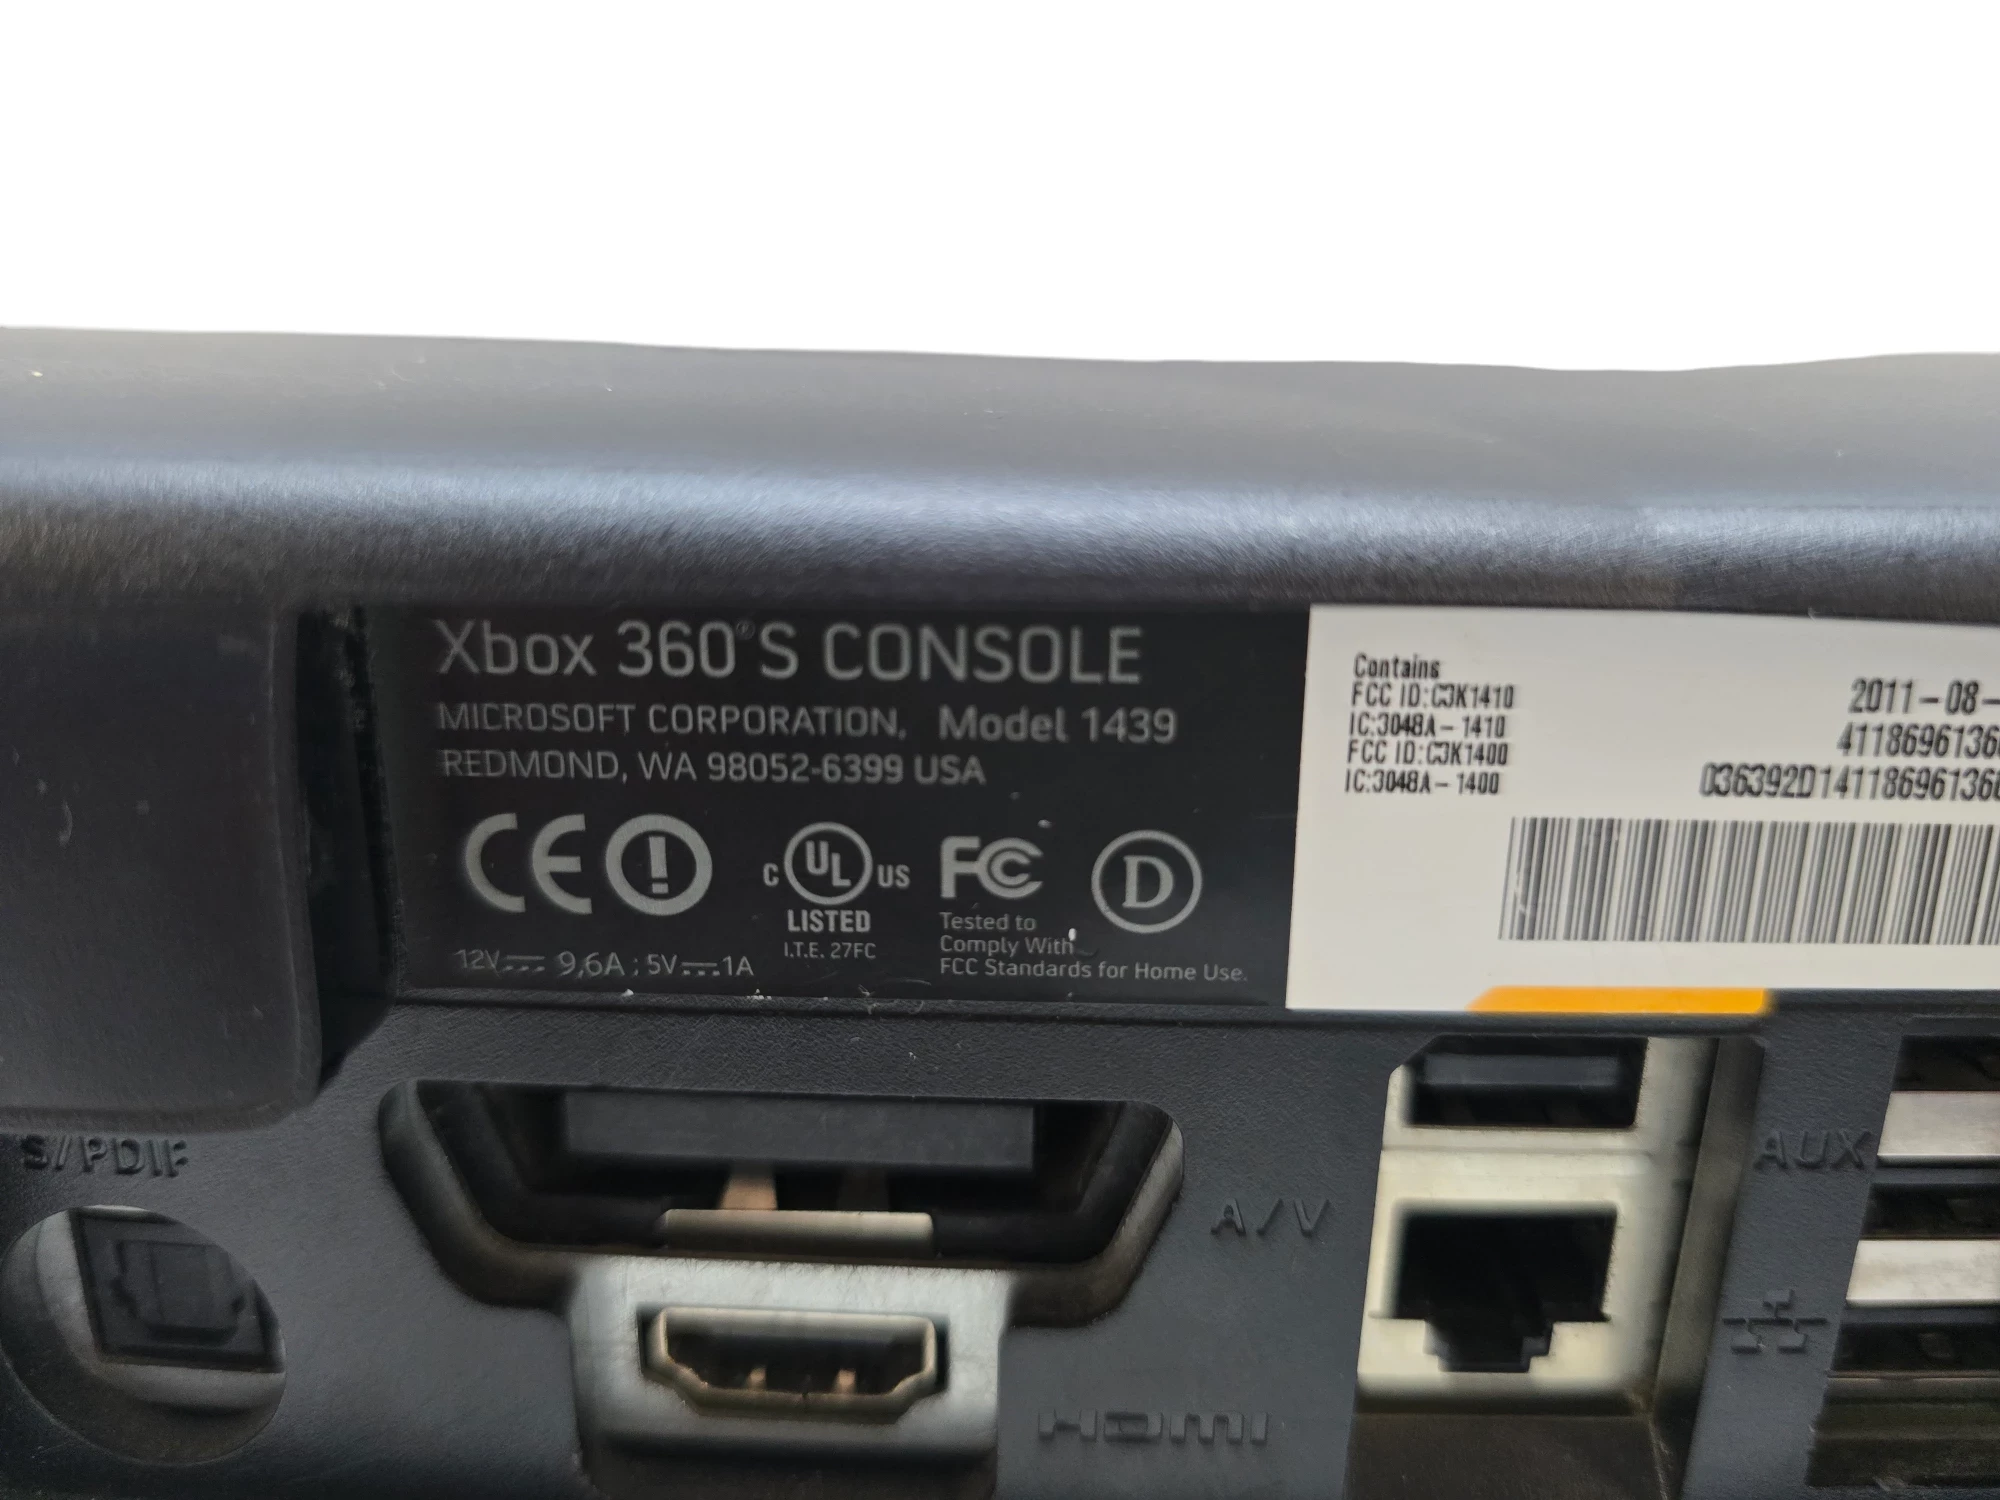 Xbox 360® S CONSOLE
MICROSOFT CORPORATION, Model 1439
REDMOND, WA 98052-6399 USA
CE
C UL US
LISTED
I.T.E. 27FC
FC
Tested to
Comply With
FCC Standards for Home Use.
D
12V⎓ 9,6A ; 5V⎓1A
Contains
FCC ID:C3K1410
IC:3048A-1410
FCC ID:C3K1400
IC:3048A-1400
2011-08-
4118696136
036392D14118696136
S/PDIF
A/V
HDMI
AUX